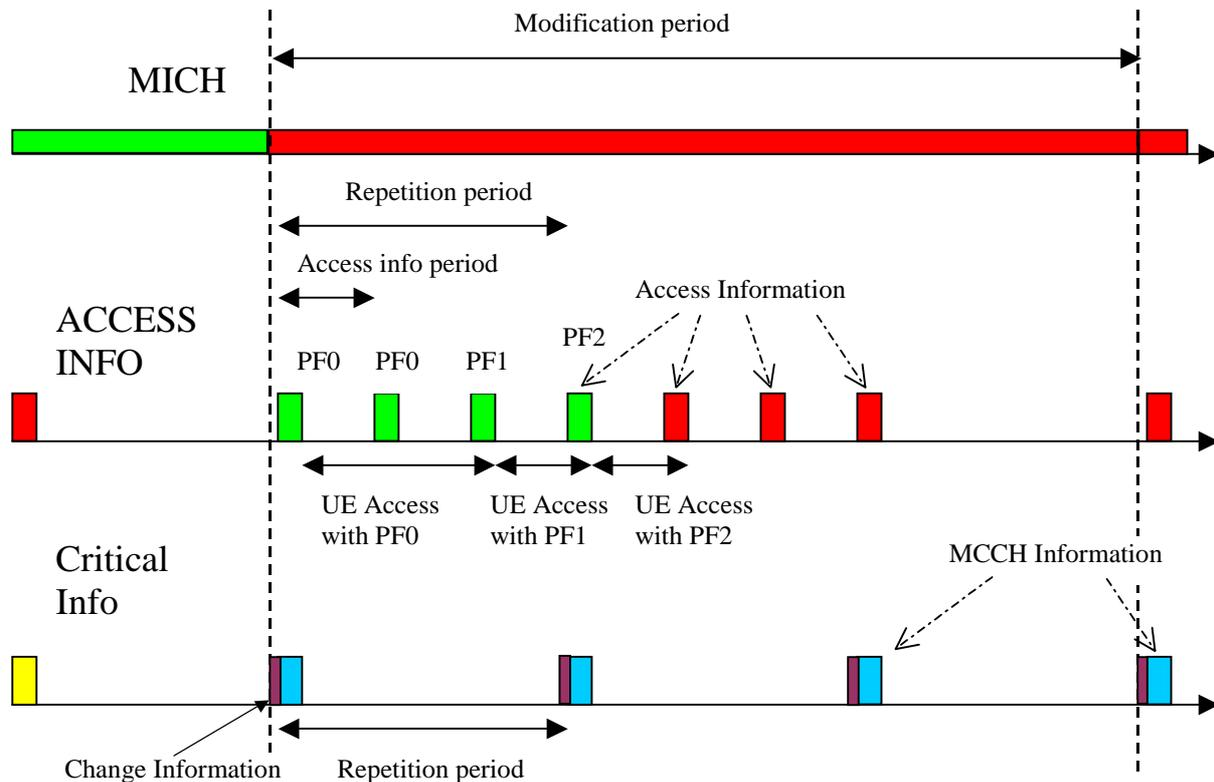 Modification period
MICH
Repetition period
Access info period
Access Information
ACCESS
INFO
PF0
PF0
PF1
PF2
UE Access
with PF0
UE Access
with PF1
UE Access
with PF2
Critical
Info
MCCH Information
Change Information
Repetition period